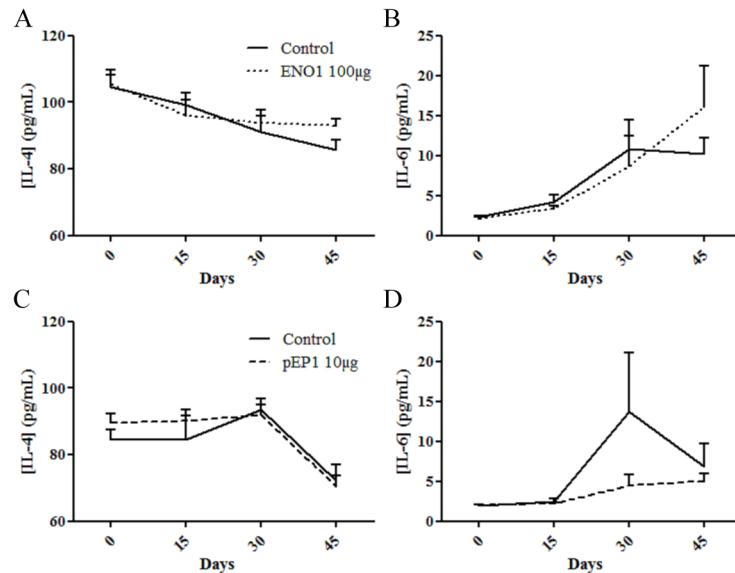 A
[IL-4] (pg/mL)
120
100
80
60
Control
ENO1 100µg
0
15
30
45
Days
B
[IL-6] (pg/mL)
25
20
15
10
5
0
0
15
30
45
Days
C
[IL-4] (pg/mL)
120
100
80
60
Control
pEP1 10µg
0
15
30
45
Days
D
[IL-6] (pg/mL)
25
20
15
10
5
0
0
15
30
45
Days